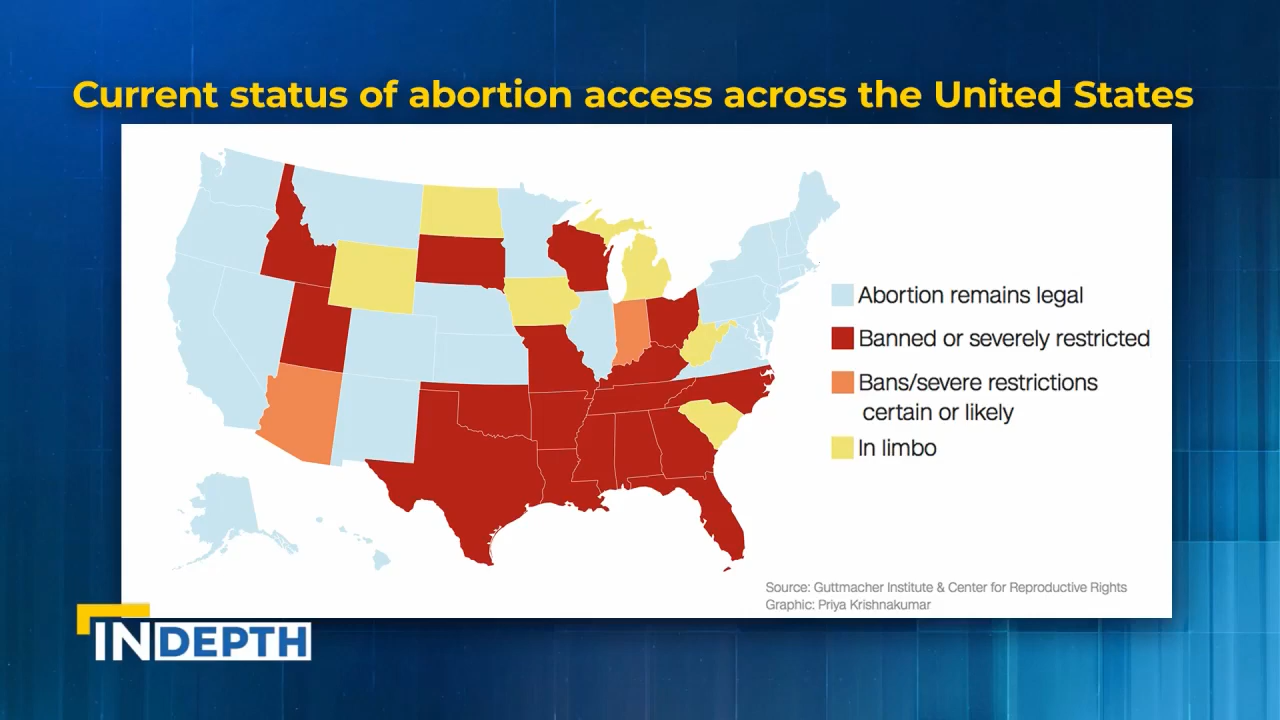 Current status of abortion access across the United States
Abortion remains legal
Banned or severely restricted
Bans/severe restrictions
certain or likely
In limbo
Source: Guttmacher Institute & Center for Reproductive Rights
Graphic: Priya Krishnakumar
INDEPTH